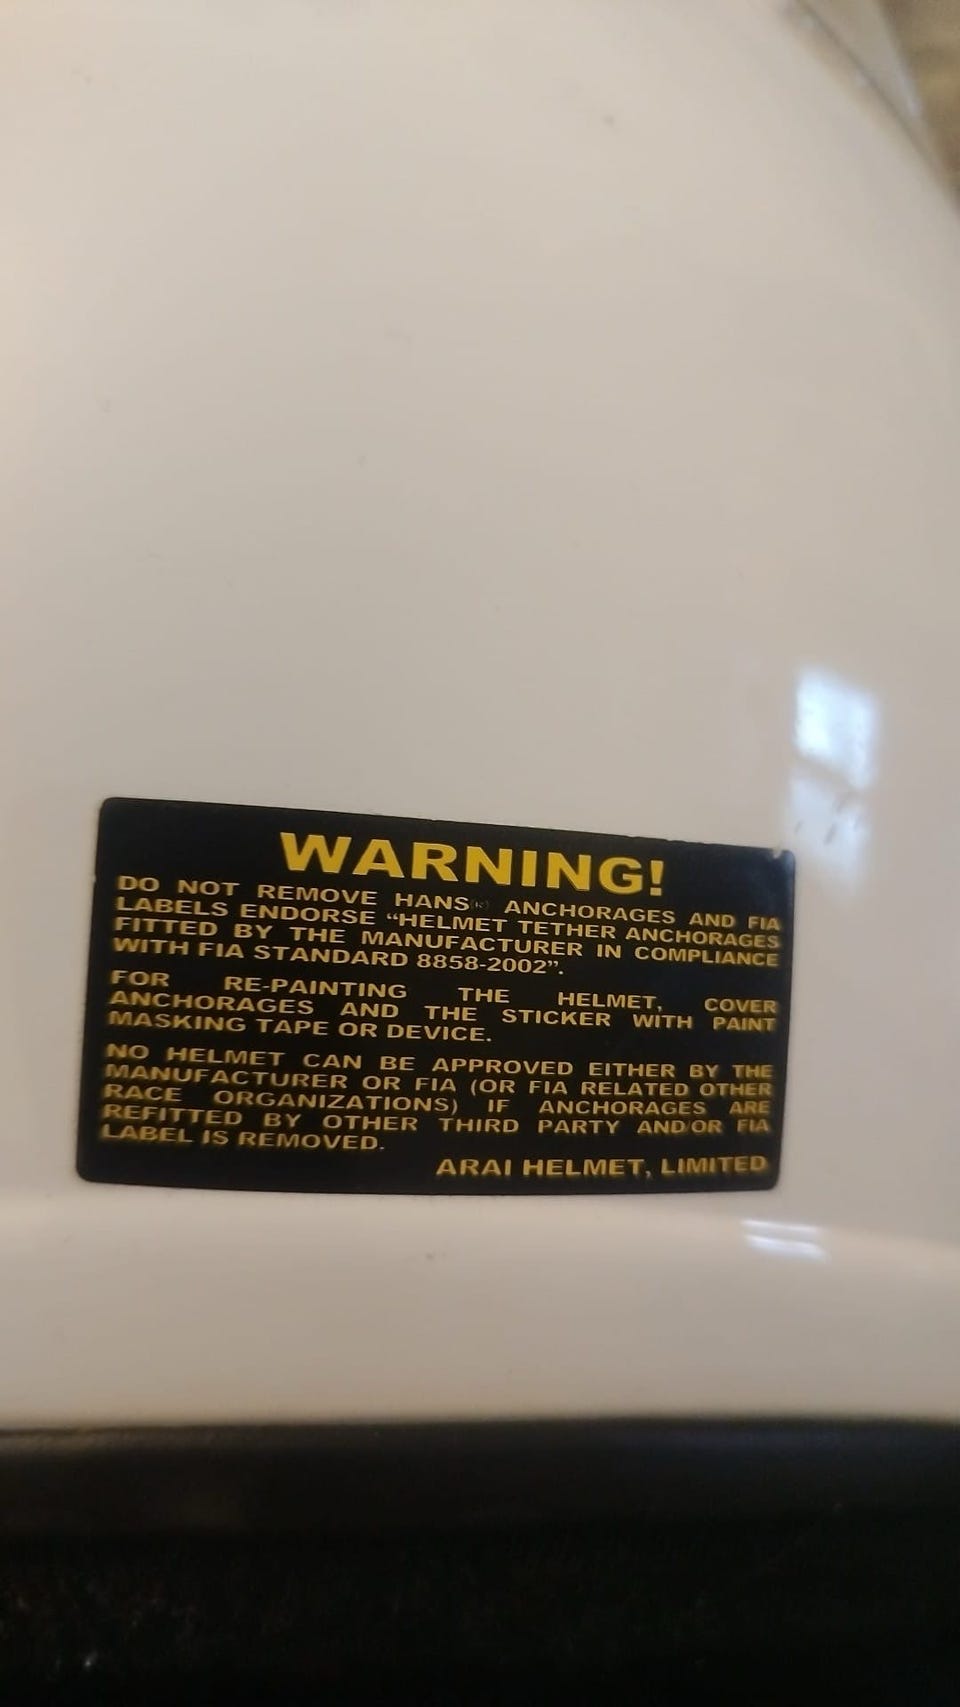 WARNING!
DO NOT REMOVE HANS® ANCHORAGES AND FIA
LABELS ENDORSE “HELMET TETHER ANCHORAGES
FITTED BY THE MANUFACTURER IN COMPLIANCE
WITH FIA STANDARD 8858-2002”.
FOR RE-PAINTING THE HELMET, COVER
ANCHORAGES AND THE STICKER WITH PAINT
MASKING TAPE OR DEVICE.
NO HELMET CAN BE APPROVED EITHER BY THE
MANUFACTURER OR FIA (OR FIA RELATED OTHER
RACE ORGANIZATIONS) IF ANCHORAGES ARE
REFITTED BY OTHER THIRD PARTY AND/OR FIA
LABEL IS REMOVED.
ARAI HELMET, LIMITED